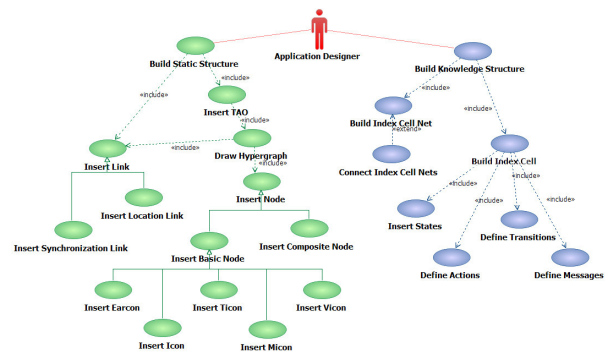 Application Designer
Build Static Structure
Build Knowledge Structure
«include»
«include»
«include»
«include»
Insert TAO
Build Index Cell Net
«include»
«extend»
«include»
Draw Hypergraph
Insert Link
«include»
Build Index Cell
Connect Index Cell Nets
«include»
«include»
«include»
«include»
Insert Node
Insert Location Link
Insert States
Define Transitions
Insert Synchronization Link
Insert Basic Node
Insert Composite Node
Define Actions
Define Messages
Insert Earcon
Insert Ticon
Insert Vicon
Insert Icon
Insert Micon